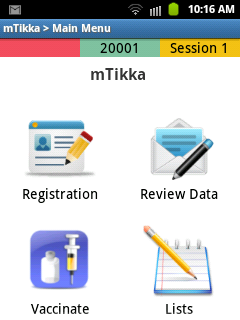 10:16 AM
mTikka > Main Menu
20001 Session 1
mTikka
Registration Review Data
Vaccinate Lists